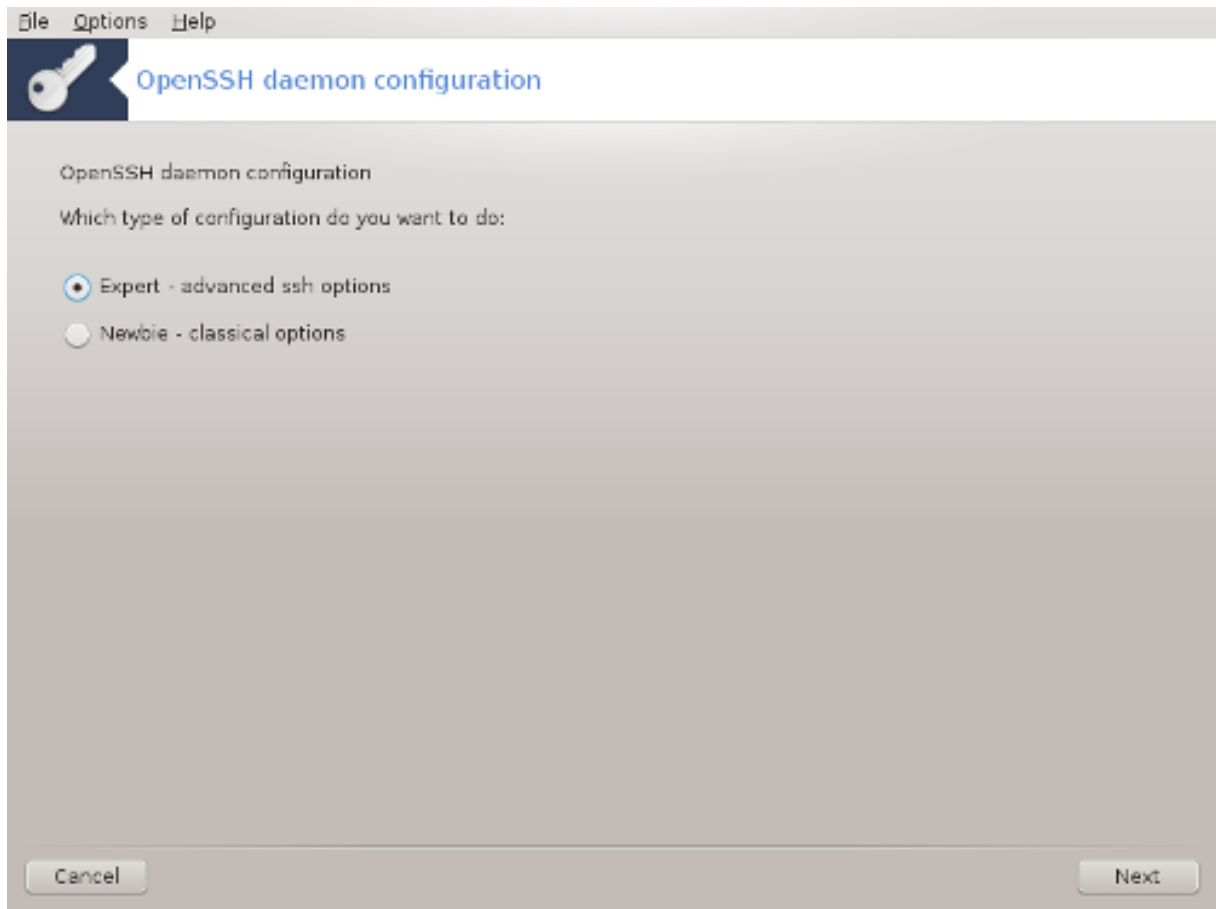 File Options Help
OpenSSH daemon configuration
OpenSSH daemon configuration
Which type of configuration do you want to do:
Expert - advanced ssh options
Newbie - classical options
Cancel Next